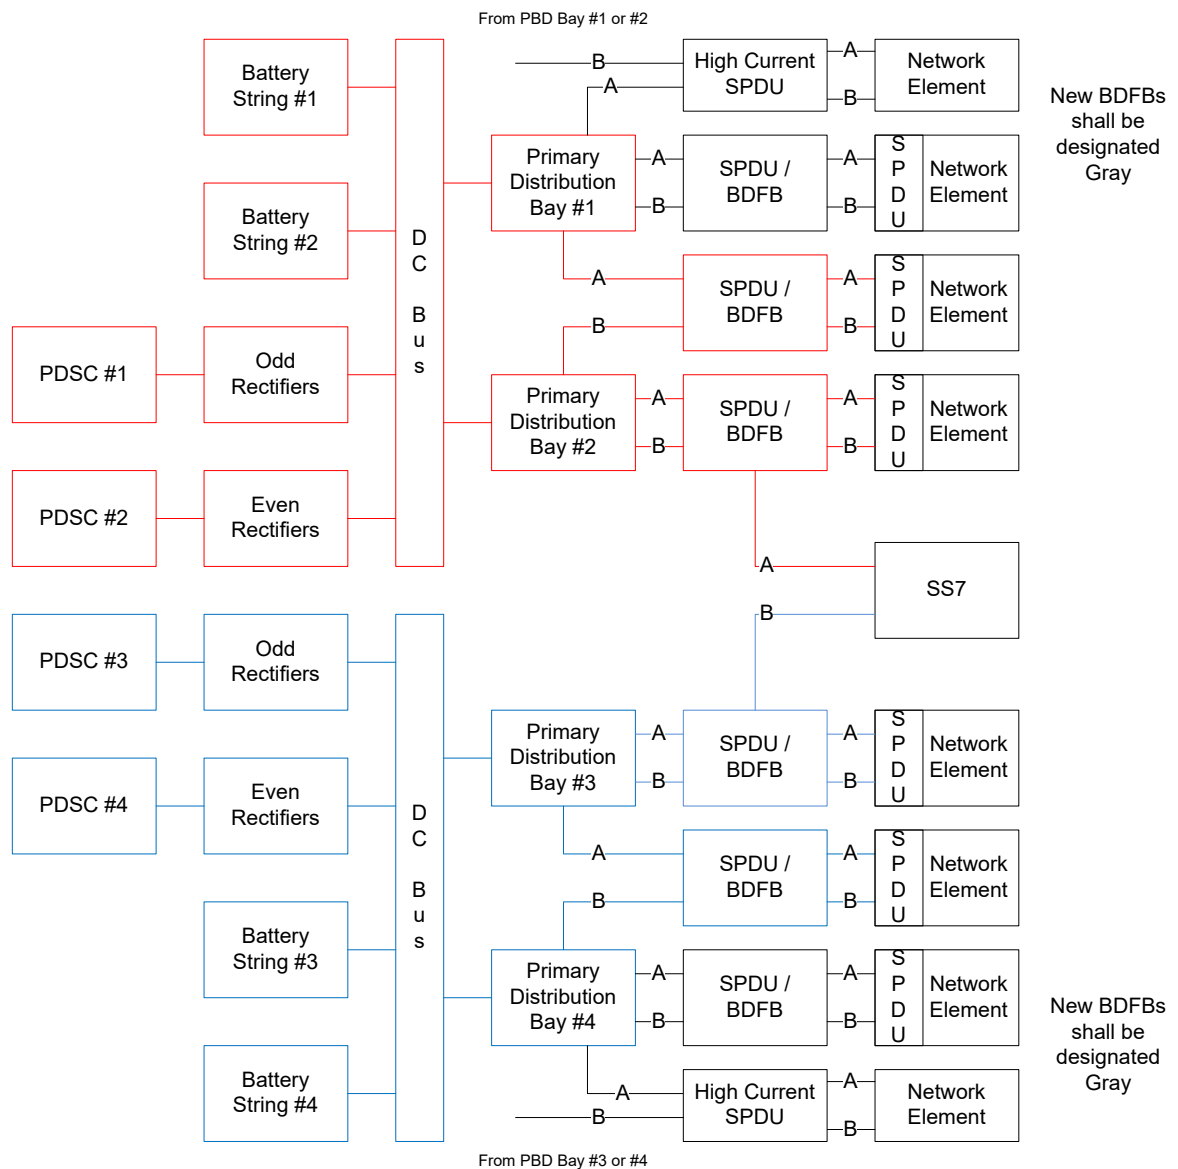 From PBD Bay #1 or #2
Battery
String #1
B
A
High Current
SPDU
A
B
Network
Element
New BDFBs
shall be
designated
Gray
Primary
Distribution
Bay #1
A
B
SPDU /
BDFB
A
B
S
P
D
U
Network
Element
Battery
String #2
D
C
B
u
s
A
B
SPDU /
BDFB
A
B
S
P
D
U
Network
Element
PDSC #1
Odd
Rectifiers
Primary
Distribution
Bay #2
A
B
SPDU /
BDFB
A
B
S
P
D
U
Network
Element
PDSC #2
Even
Rectifiers
A
B
SS7
PDSC #3
Odd
Rectifiers
Primary
Distribution
Bay #3
A
B
SPDU /
BDFB
A
B
S
P
D
U
Network
Element
PDSC #4
Even
Rectifiers
D
C
B
u
s
A
B
SPDU /
BDFB
A
B
S
P
D
U
Network
Element
Battery
String #3
Primary
Distribution
Bay #4
A
B
SPDU /
BDFB
A
B
S
P
D
U
Network
Element
New BDFBs
shall be
designated
Gray
Battery
String #4
A
B
High Current
SPDU
A
B
Network
Element
From PBD Bay #3 or #4